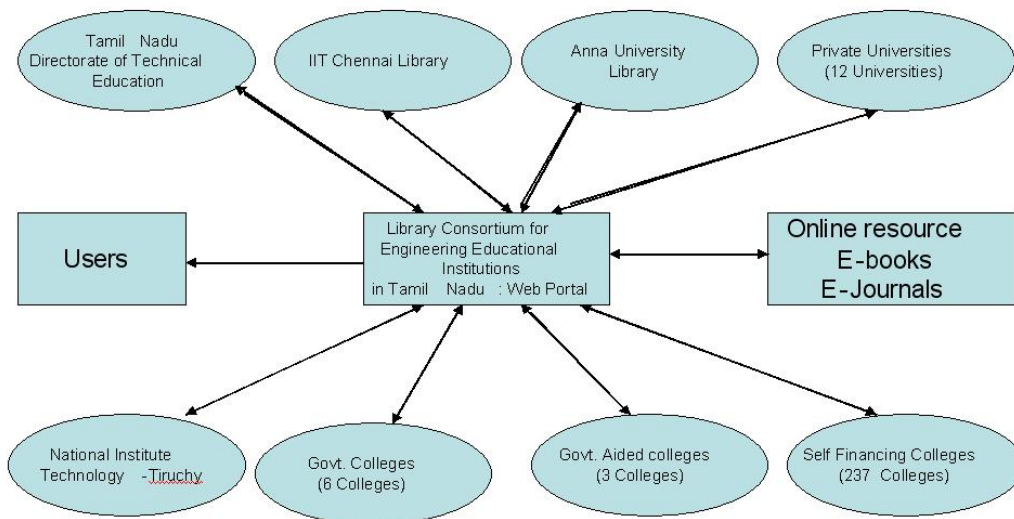 Tamil Nadu
Directorate of Technical
Education
IIT Chennai Library
Anna University
Library
Private Universities
(12 Universities)
Users
Library Consortium for
Engineering Educational
Institutions
in Tamil Nadu : Web Portal
Online resource
E-books
E-Journals
National Institute
Technology -Tiruchy
Govt. Colleges
(6 Colleges)
Govt. Aided colleges
(3 Colleges)
Self Financing Colleges
(237 Colleges)